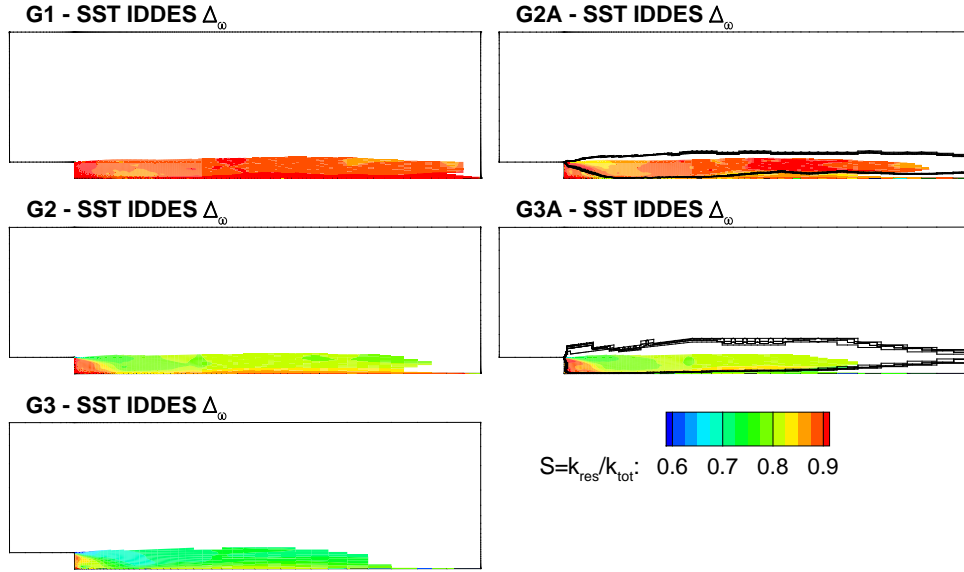 G1 - SST IDDES Δω
G2A - SST IDDES Δω
G2 - SST IDDES Δω
G3A - SST IDDES Δω
G3 - SST IDDES Δω
S=kres/ktot: 0.6 0.7 0.8 0.9